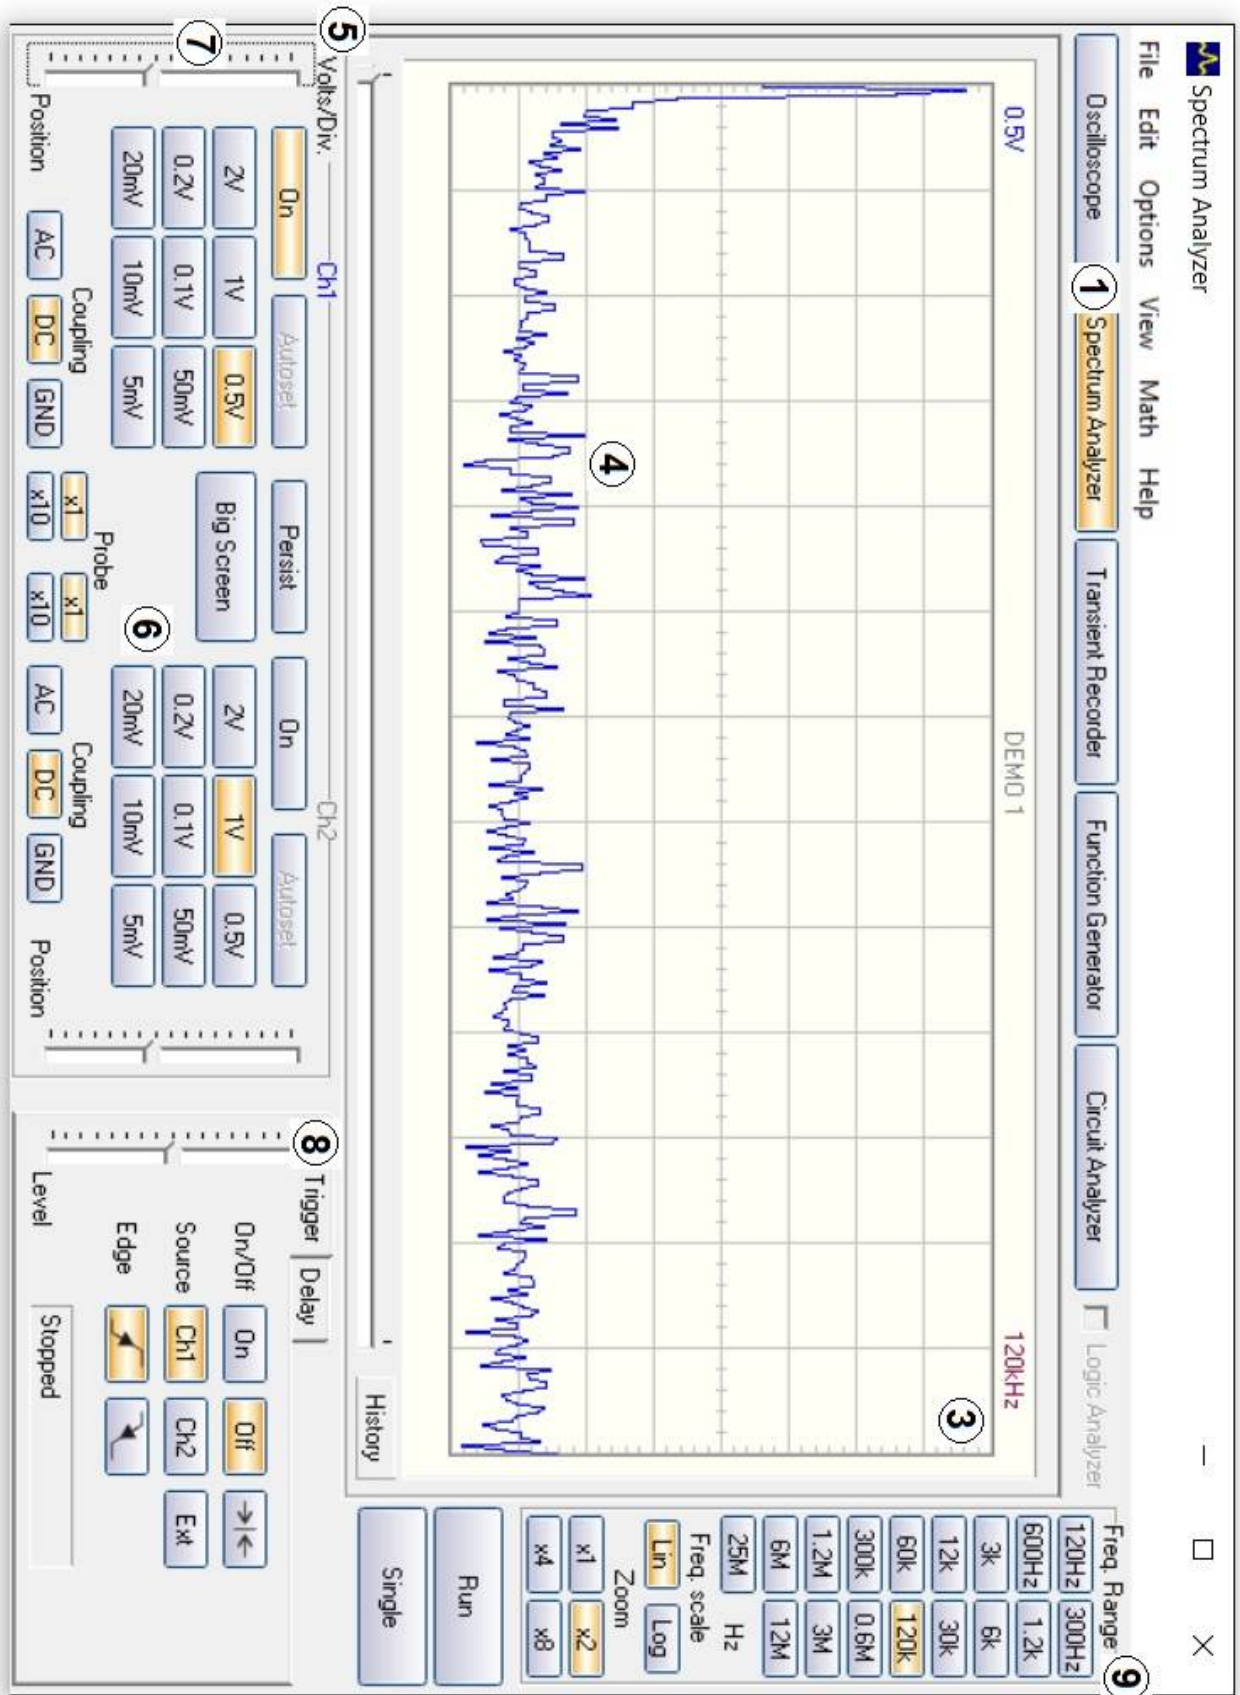 Spectrum Analyzer
File Edit Options View Math Help
Oscilloscope 1 Spectrum Analyzer Transient Recorder Function Generator Circuit Analyzer Logic Analyzer
0.5V DEMO 1 120kHz
3
4
History
Freq. Range 9
120Hz 300Hz
600Hz 1.2k
3k 6k
12k 30k
60k 120k
300k 0.6M
1.2M 3M
6M 12M
25M Hz
Freq. scale
Lin Log
Zoom
x1 x2
x4 x8
Run
Single
5
Volts/Div. Ch1 Ch2
On Autoset Persist On Autoset
2V 1V 0.5V Big Screen 2V 1V 0.5V
7
0.2V 0.1V 50mV 0.2V 0.1V 50mV
20mV 10mV 5mV 6 20mV 10mV 5mV
Probe
Coupling x1 x1 Coupling
Position AC DC GND x10 x10 AC DC GND Position
8
Trigger Delay
On/Off On Off
Source Ch1 Ch2 Ext
Edge
Level Stopped